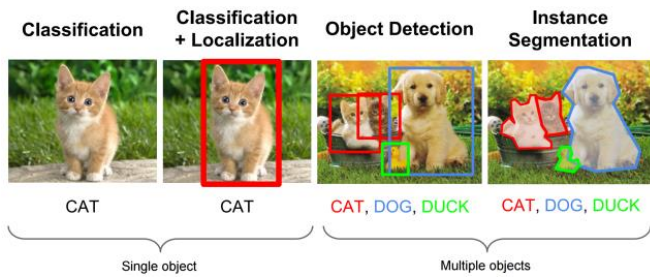 Classification
Classification
+ Localization
Object Detection
Instance
Segmentation
CAT
CAT
CAT, DOG, DUCK
CAT, DOG, DUCK
Single object
Multiple objects